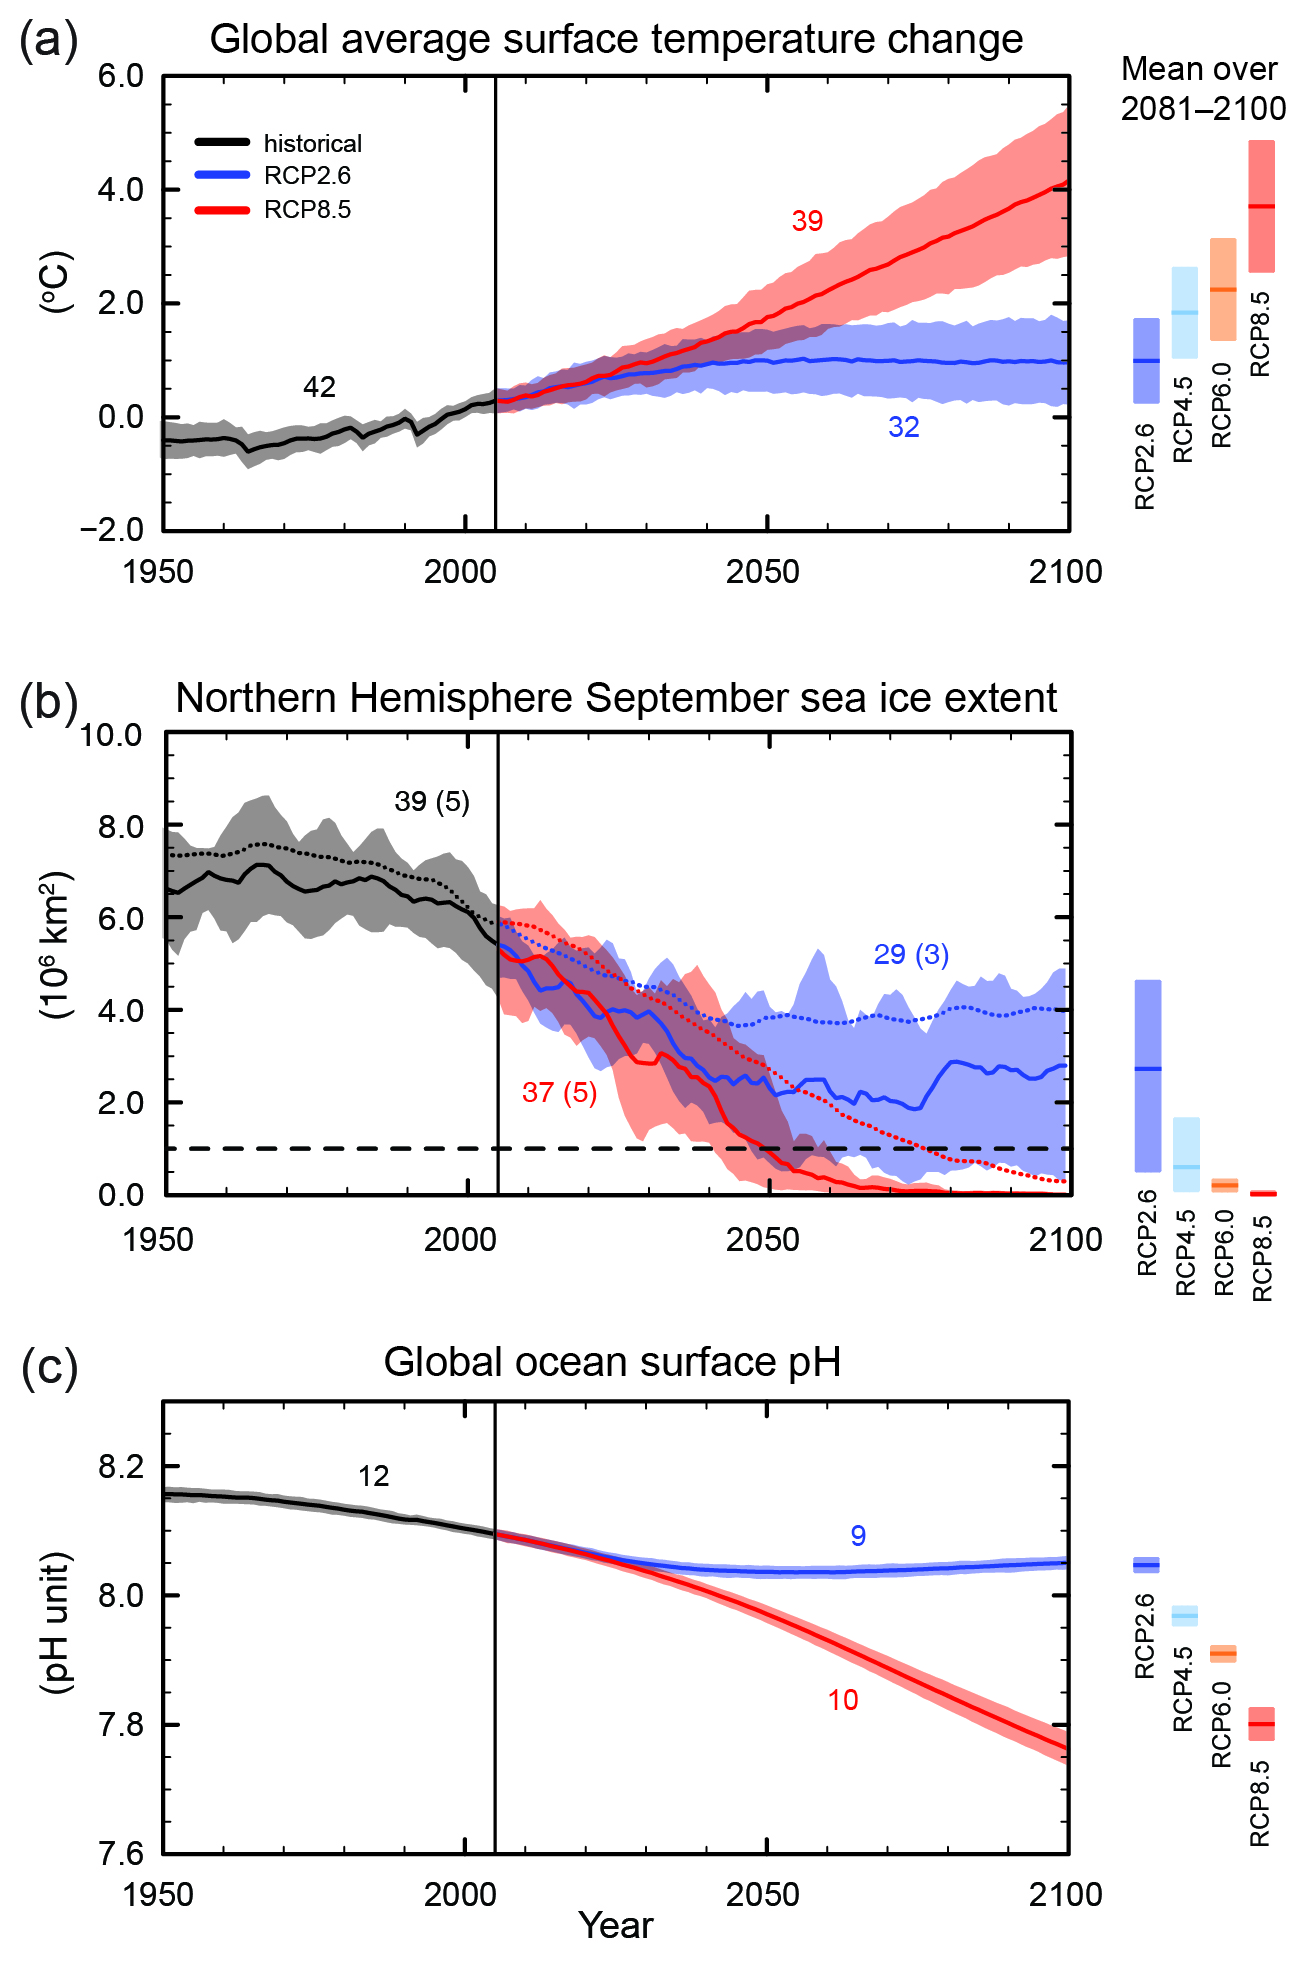 (a)
Global average surface temperature change
Mean over
2081–2100
6.0
4.0
2.0
0.0
−2.0
(ºC)
historical
RCP2.6
RCP8.5
42
39
32
1950
2000
2050
2100
RCP2.6
RCP4.5
RCP6.0
RCP8.5
(b)
Northern Hemisphere September sea ice extent
10.0
8.0
6.0
4.0
2.0
0.0
(10⁶ km²)
39 (5)
29 (3)
37 (5)
1950
2000
2050
2100
RCP2.6
RCP4.5
RCP6.0
RCP8.5
(c)
Global ocean surface pH
8.2
8.0
7.8
7.6
(pH unit)
12
9
10
1950
2000
2050
2100
Year
RCP2.6
RCP4.5
RCP6.0
RCP8.5